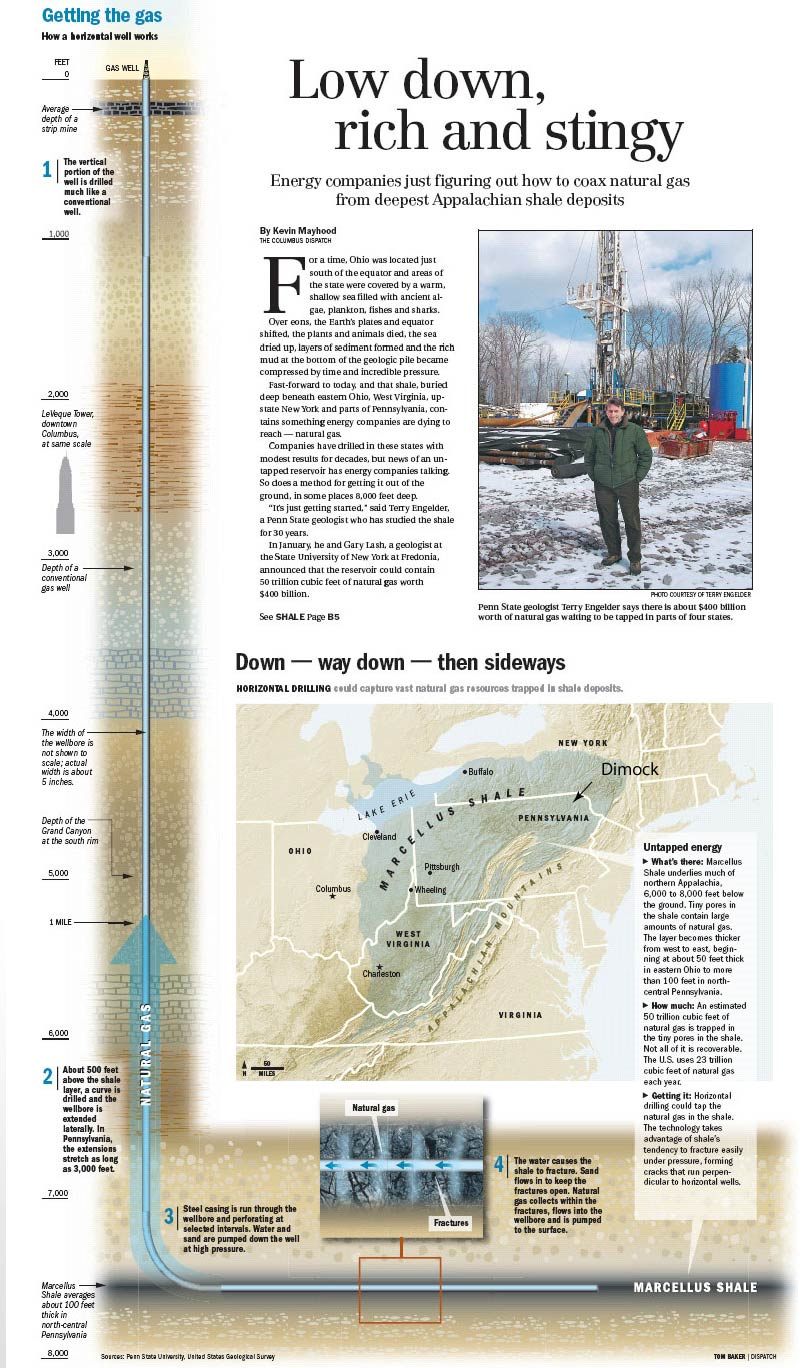 Getting the gas
How a horizontal well works
FEET
0
GAS WELL
Average
depth of a
strip mine
1
The vertical
portion of the
well is drilled
much like a
conventional
well.
1,000
2,000
LeVeque Tower,
downtown
Columbus,
at same scale
3,000
Depth of a
conventional
gas well
4,000
The width of
the wellbore is
not shown to
scale; actual
width is about
5 inches.
Depth of the
Grand Canyon
at the south rim
5,000
1 MILE
NATURAL GAS
6,000
2
About 500 feet
above the shale
layer, a curve is
drilled and the
wellbore is
extended
laterally. In
Pennsylvania,
the extensions
stretch as long
as 3,000 feet.
7,000
Marcellus
Shale averages
about 100 feet
thick in
north-central
Pennsylvania
8,000
Low down,
rich and stingy
Energy companies just figuring out how to coax natural gas
from deepest Appalachian shale deposits
By Kevin Mayhood
THE COLUMBUS DISPATCH
For a time, Ohio was located just
south of the equator and areas of
the state were covered by a warm,
shallow sea filled with ancient al-
gae, plankton, fishes and sharks.
Over eons, the Earth's plates and equator
shifted, the plants and animals died, the sea
dried up, layers of sediment formed and the rich
mud at the bottom of the geologic pile became
compressed by time and incredible pressure.
Fast-forward to today, and that shale, buried
deep beneath eastern Ohio, West Virginia, up-
state New York and parts of Pennsylvania, con-
tains something energy companies are dying to
reach — natural gas.
Companies have drilled in these states with
modest results for decades, but news of an un-
tapped reservoir has energy companies talking.
So does a method for getting it out of the
ground, in some places 8,000 feet deep.
"It's just getting started," said Terry Engelder,
a Penn State geologist who has studied the shale
for 30 years.
In January, he and Gary Lash, a geologist at
the State University of New York at Fredonia,
announced that the reservoir could contain
50 trillion cubic feet of natural gas worth
$400 billion.
See SHALE Page B5
PHOTO COURTESY OF TERRY ENGELDER
Penn State geologist Terry Engelder says there is about $400 billion
worth of natural gas waiting to be tapped in parts of four states.
Down — way down — then sideways
HORIZONTAL DRILLING could capture vast natural gas resources trapped in shale deposits.
NEW YORK
Buffalo
Dimock
LAKE ERIE
MARCELLUS SHALE
PENNSYLVANIA
Cleveland
OHIO
Pittsburgh
Columbus
Wheeling
WEST
VIRGINIA
Charleston
APPALACHIAN MOUNTAINS
VIRGINIA
N
50
MILES
Untapped energy
► What's there: Marcellus
Shale underlies much of
northern Appalachia,
6,000 to 8,000 feet below
the ground. Tiny pores in
the shale contain large
amounts of natural gas.
The layer becomes thicker
from west to east, begin-
ning at about 50 feet thick
in eastern Ohio to more
than 100 feet in north-
central Pennsylvania.
► How much: An estimated
50 trillion cubic feet of
natural gas is trapped in
the tiny pores in the shale.
Not all of it is recoverable.
The U.S. uses 23 trillion
cubic feet of natural gas
each year.
► Getting it: Horizontal
drilling could tap the
natural gas in the shale.
The technology takes
advantage of shale's
tendency to fracture easily
under pressure, forming
cracks that run perpen-
dicular to horizontal wells.
3
Steel casing is run through the
wellbore and perforating at
selected intervals. Water and
sand are pumped down the well
at high pressure.
Natural gas
Fractures
4
The water causes the
shale to fracture. Sand
flows in to keep the
fractures open. Natural
gas collects within the
fractures, flows into the
wellbore and is pumped
to the surface.
MARCELLUS SHALE
Sources: Penn State University, United States Geological Survey
TOM BAKER | DISPATCH